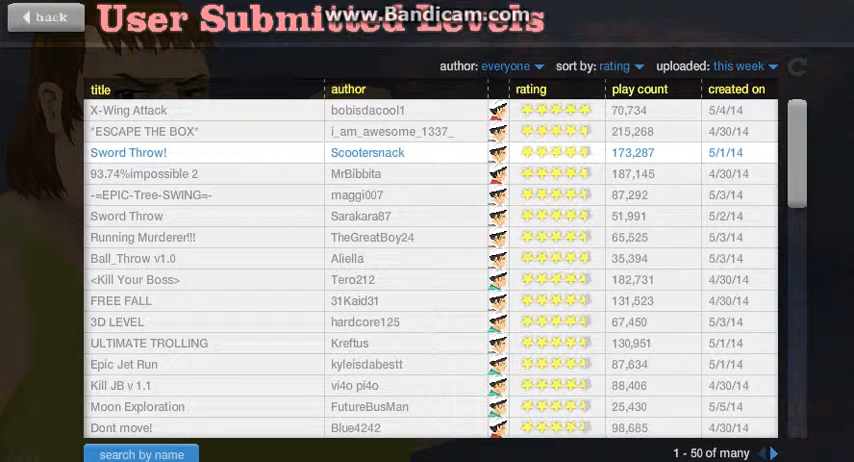 back
User Submitted Levels
www.Bandicam.com
author: everyone sort by: rating uploaded: this week
title author rating play count created on
X-Wing Attack bobisdacool1 70,734 5/4/14
*ESCAPE THE BOX* i_am_awesome_1337_ 215,268 4/30/14
Sword Throw! Scootersnack 173,287 5/1/14
93.74%impossible 2 MrBibbita 187,145 4/30/14
-=EPIC-Tree-SWING=- maggi007 87,292 5/3/14
Sword Throw Sarakara87 51,991 5/2/14
Running Murderer!!! TheGreatBoy24 65,525 5/3/14
Ball_Throw v1.0 Aliella 35,394 5/3/14
<Kill Your Boss> Tero212 182,731 4/30/14
FREE FALL 31Kaid31 131,523 4/30/14
3D LEVEL hardcore125 67,450 5/3/14
ULTIMATE TROLLING Kreftus 130,951 5/1/14
Epic Jet Run kyleisdabestt 87,634 5/1/14
Kill JB v 1.1 vi4o pi4o 88,406 4/30/14
Moon Exploration FutureBusMan 25,430 5/5/14
Dont move! Blue4242 98,685 4/30/14
search by name 1 - 50 of many